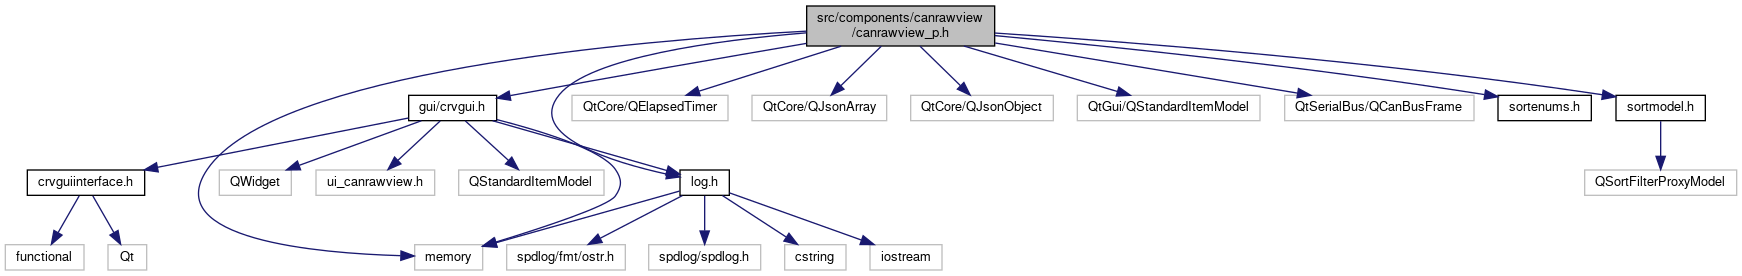 src/components/canrawview
/canrawview_p.h
gui/crvgui.h
QtCore/QElapsedTimer
QtCore/QJsonArray
QtCore/QJsonObject
QtGui/QStandardItemModel
QtSerialBus/QCanBusFrame
sortenums.h
sortmodel.h
crvguiinterface.h
QWidget
ui_canrawview.h
QStandardItemModel
log.h
QSortFilterProxyModel
functional
Qt
memory
spdlog/fmt/ostr.h
spdlog/spdlog.h
cstring
iostream